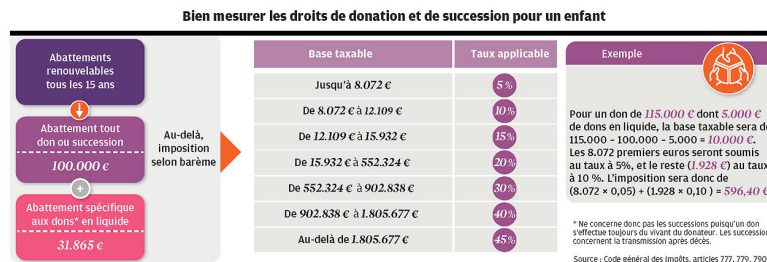 Bien mesurer les droits de donation et de succession pour un enfant
Abattements
renouvelables
tous les 15 ans
Abattement tout
don ou succession
100.000 €
+
Abattement spécifique
aux dons* en liquide
31.865 €
Au-delà,
imposition
selon barème
Base taxable Taux applicable
Jusqu'à 8.072 € 5 %
De 8.072 € à 12.109 € 10 %
De 12.109 à 15.932 € 15 %
De 15.932 à 552.324 € 20 %
De 552.324 € à 902.838 € 30 %
De 902.838 € à 1.805.677 € 40 %
Au-delà de 1.805.677 € 45 %
Exemple
Pour un don de 115.000 € dont 5.000 €
de dons en liquide, la base taxable sera de
115.000 - 100.000 - 5.000 = 10.000 €.
Les 8.072 premiers euros seront soumis
au taux à 5%, et le reste (1.928 €) au taux
à 10 %. L'imposition sera donc de
(8.072 × 0,05) + (1.928 × 0,10 ) = 596,40 €
* Ne concerne donc pas les successions puisqu'un don
s'effectue toujours du vivant du donateur. Les succession
concernent la transmission après décès.
Source : Code général des impôts, articles 777, 779, 790